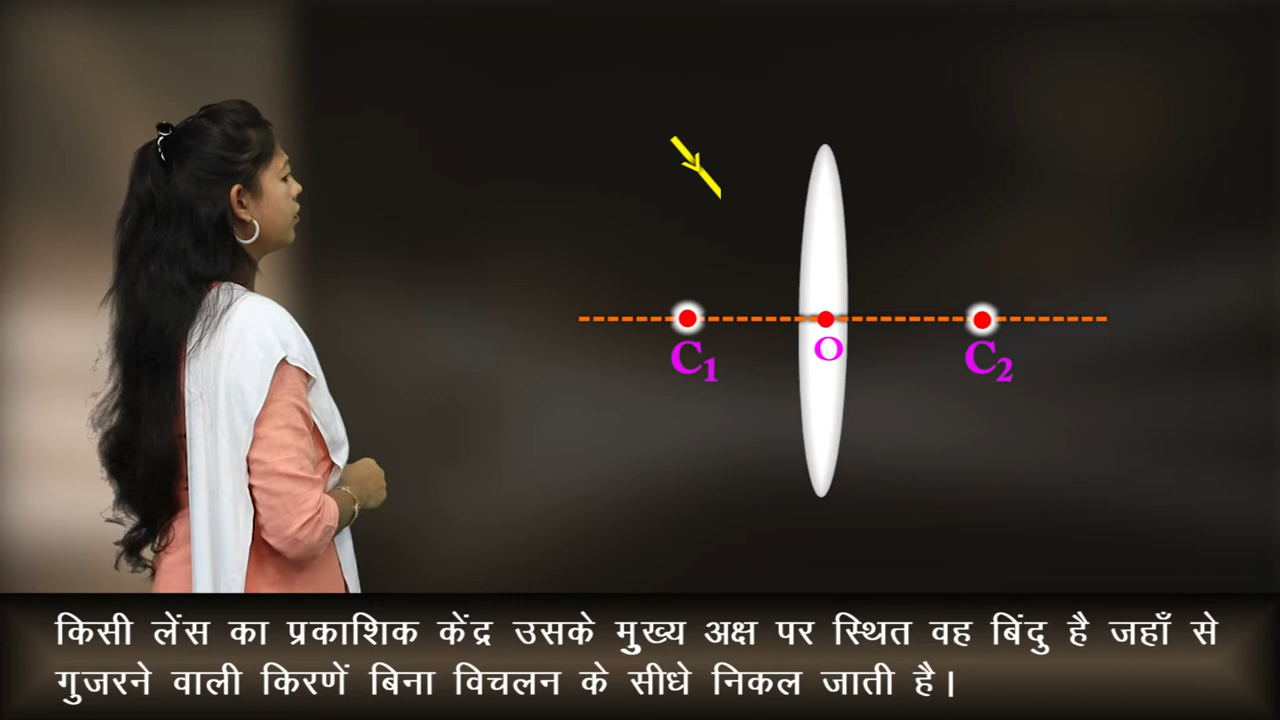 C₁ O C₂
किसी लेंस का प्रकाशिक केंद्र उसके मुख्य अक्ष पर स्थित वह बिंदु है जहाँ से
गुजरने वाली किरणें बिना विचलन के सीधे निकल जाती है।